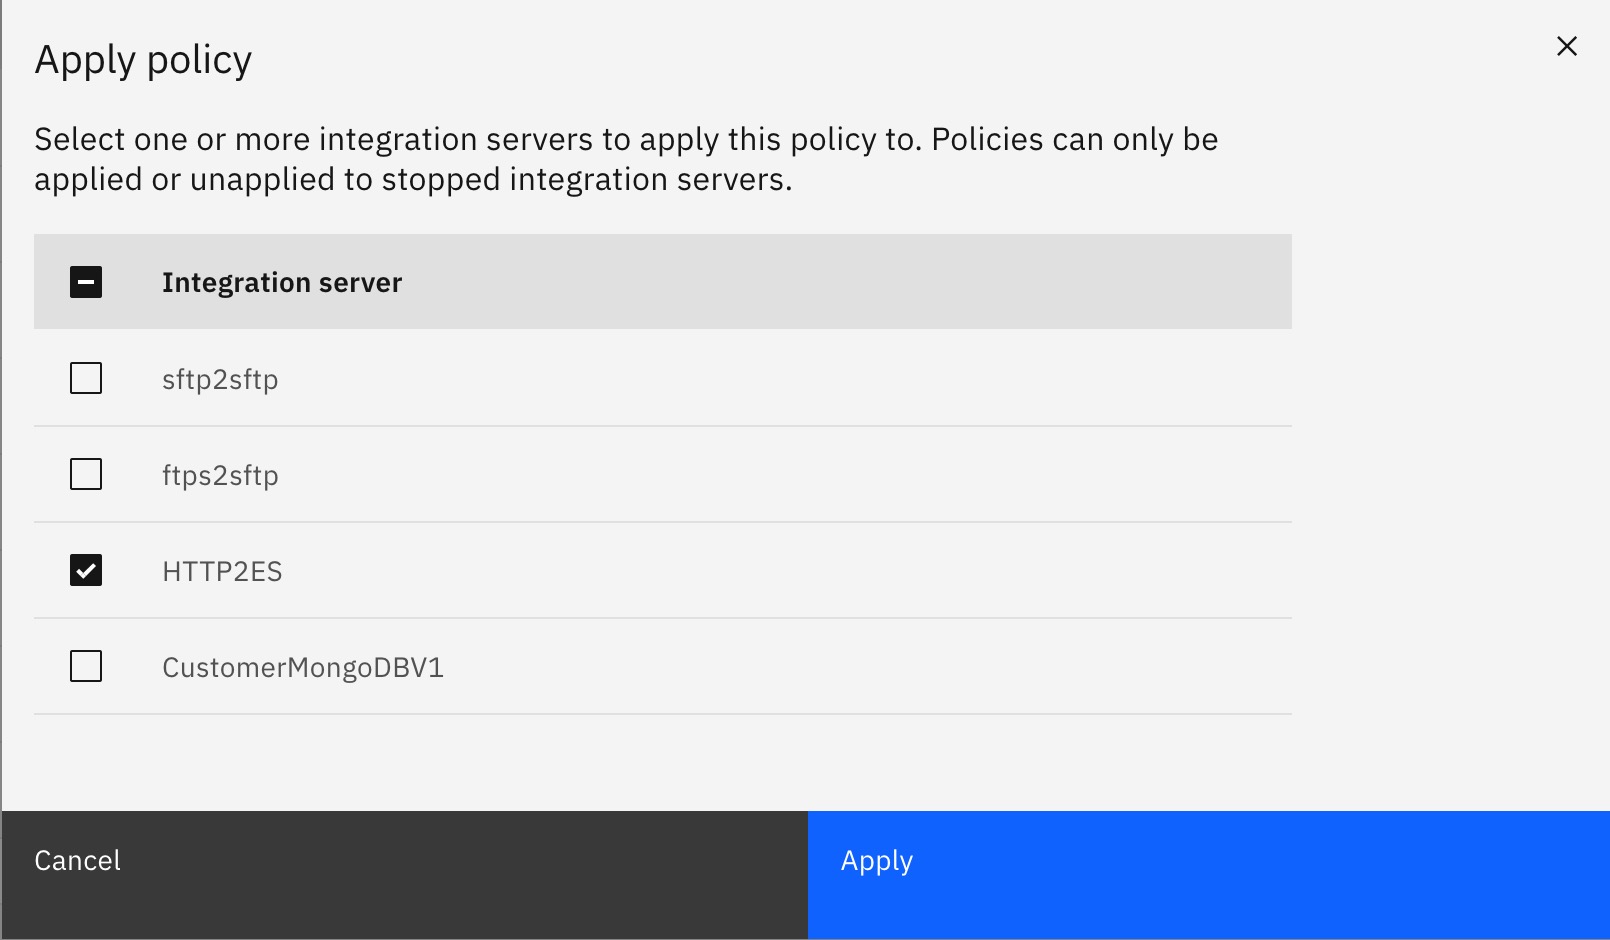 Apply policy
Select one or more integration servers to apply this policy to. Policies can only be
applied or unapplied to stopped integration servers.
Integration server
sftp2sftp
ftps2sftp
HTTP2ES
CustomerMongoDBV1
Cancel
Apply